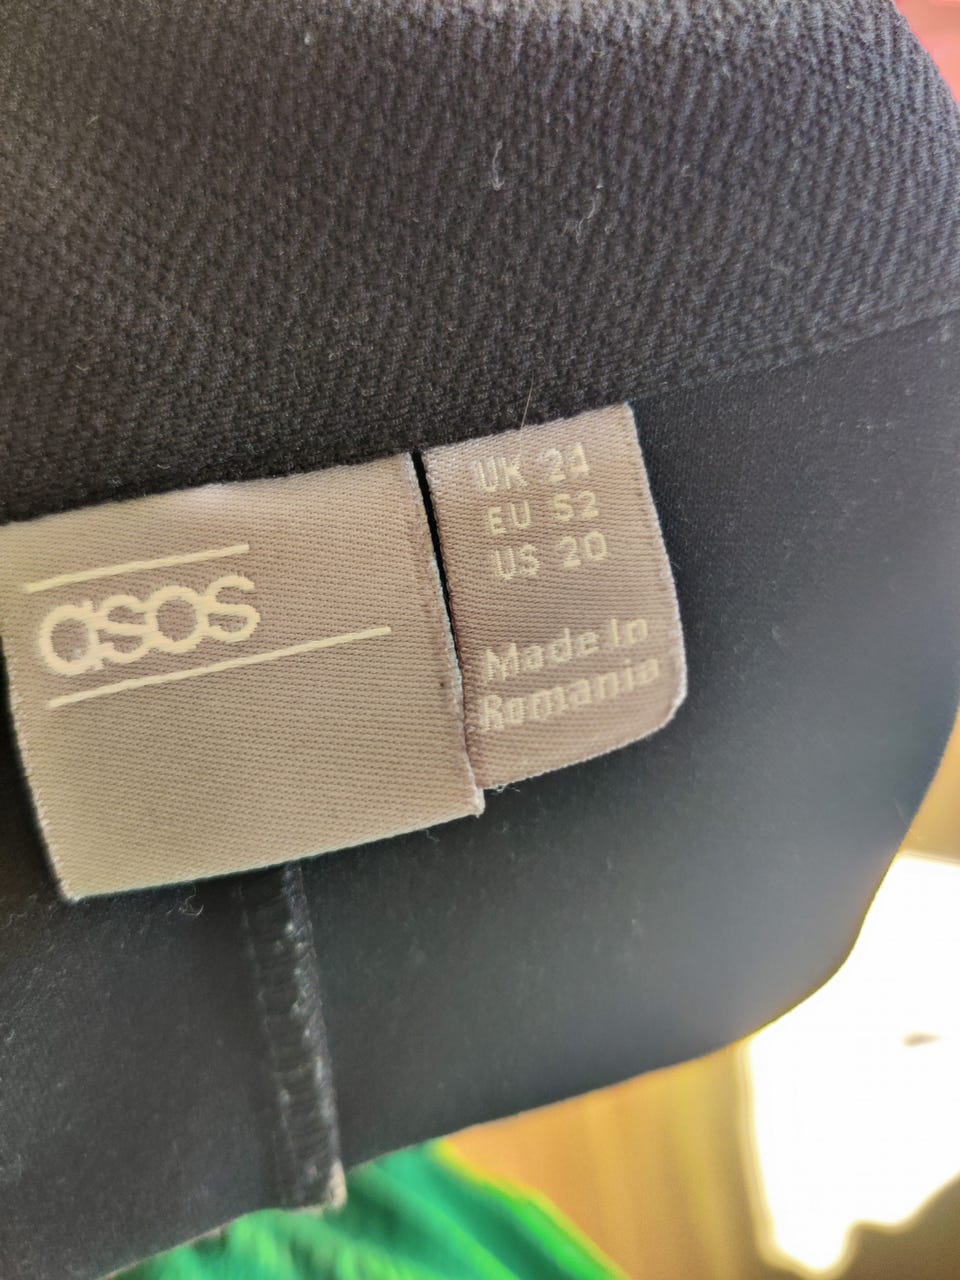 asos
UK 24
EU 52
US 20
Made In
Romania